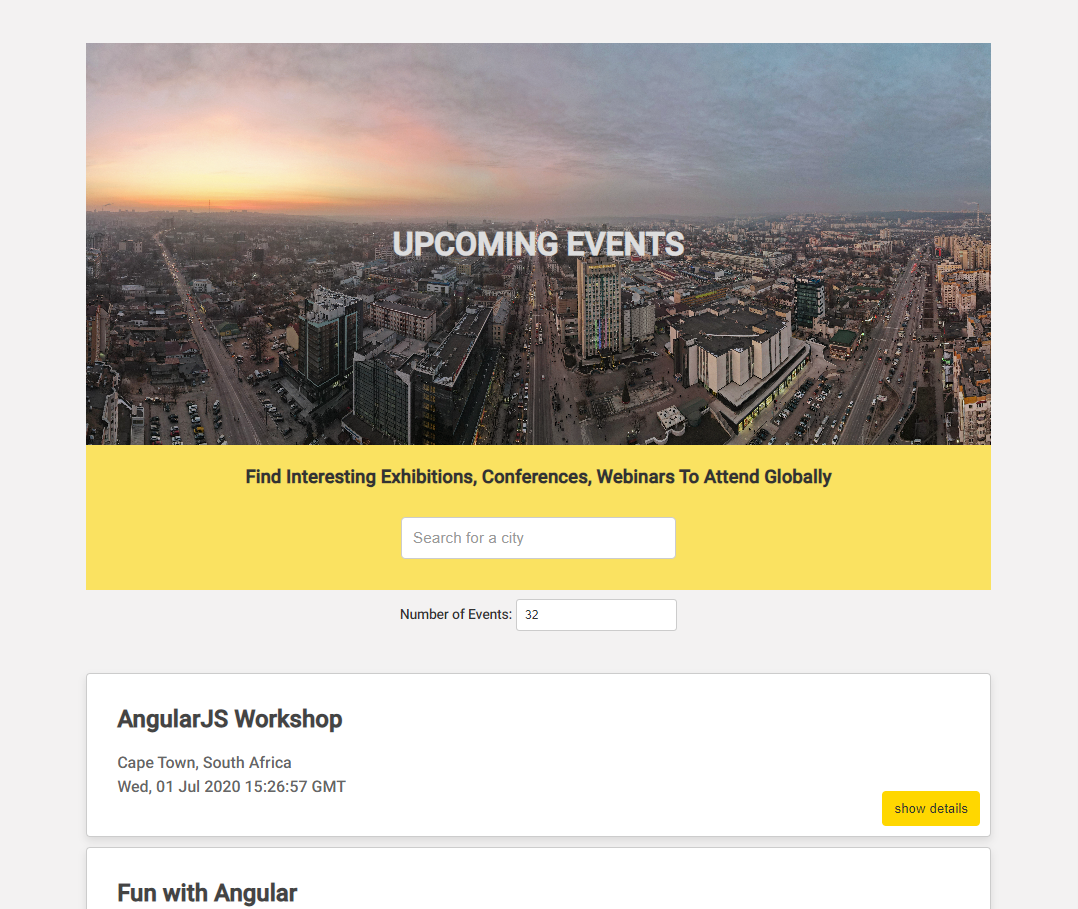 UPCOMING EVENTS
Find Interesting Exhibitions, Conferences, Webinars To Attend Globally
Search for a city
Number of Events: 32
AngularJS Workshop
Cape Town, South Africa
Wed, 01 Jul 2020 15:26:57 GMT
show details
Fun with Angular